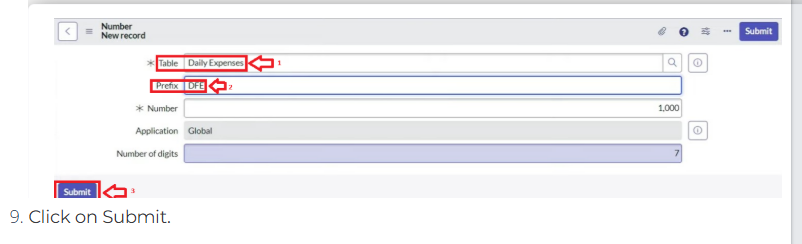 Number
New record
Submit
* Table Daily Expenses 1
Prefix DFE 2
* Number 1,000
Application Global
Number of digits 7
Submit 3
9. Click on Submit.